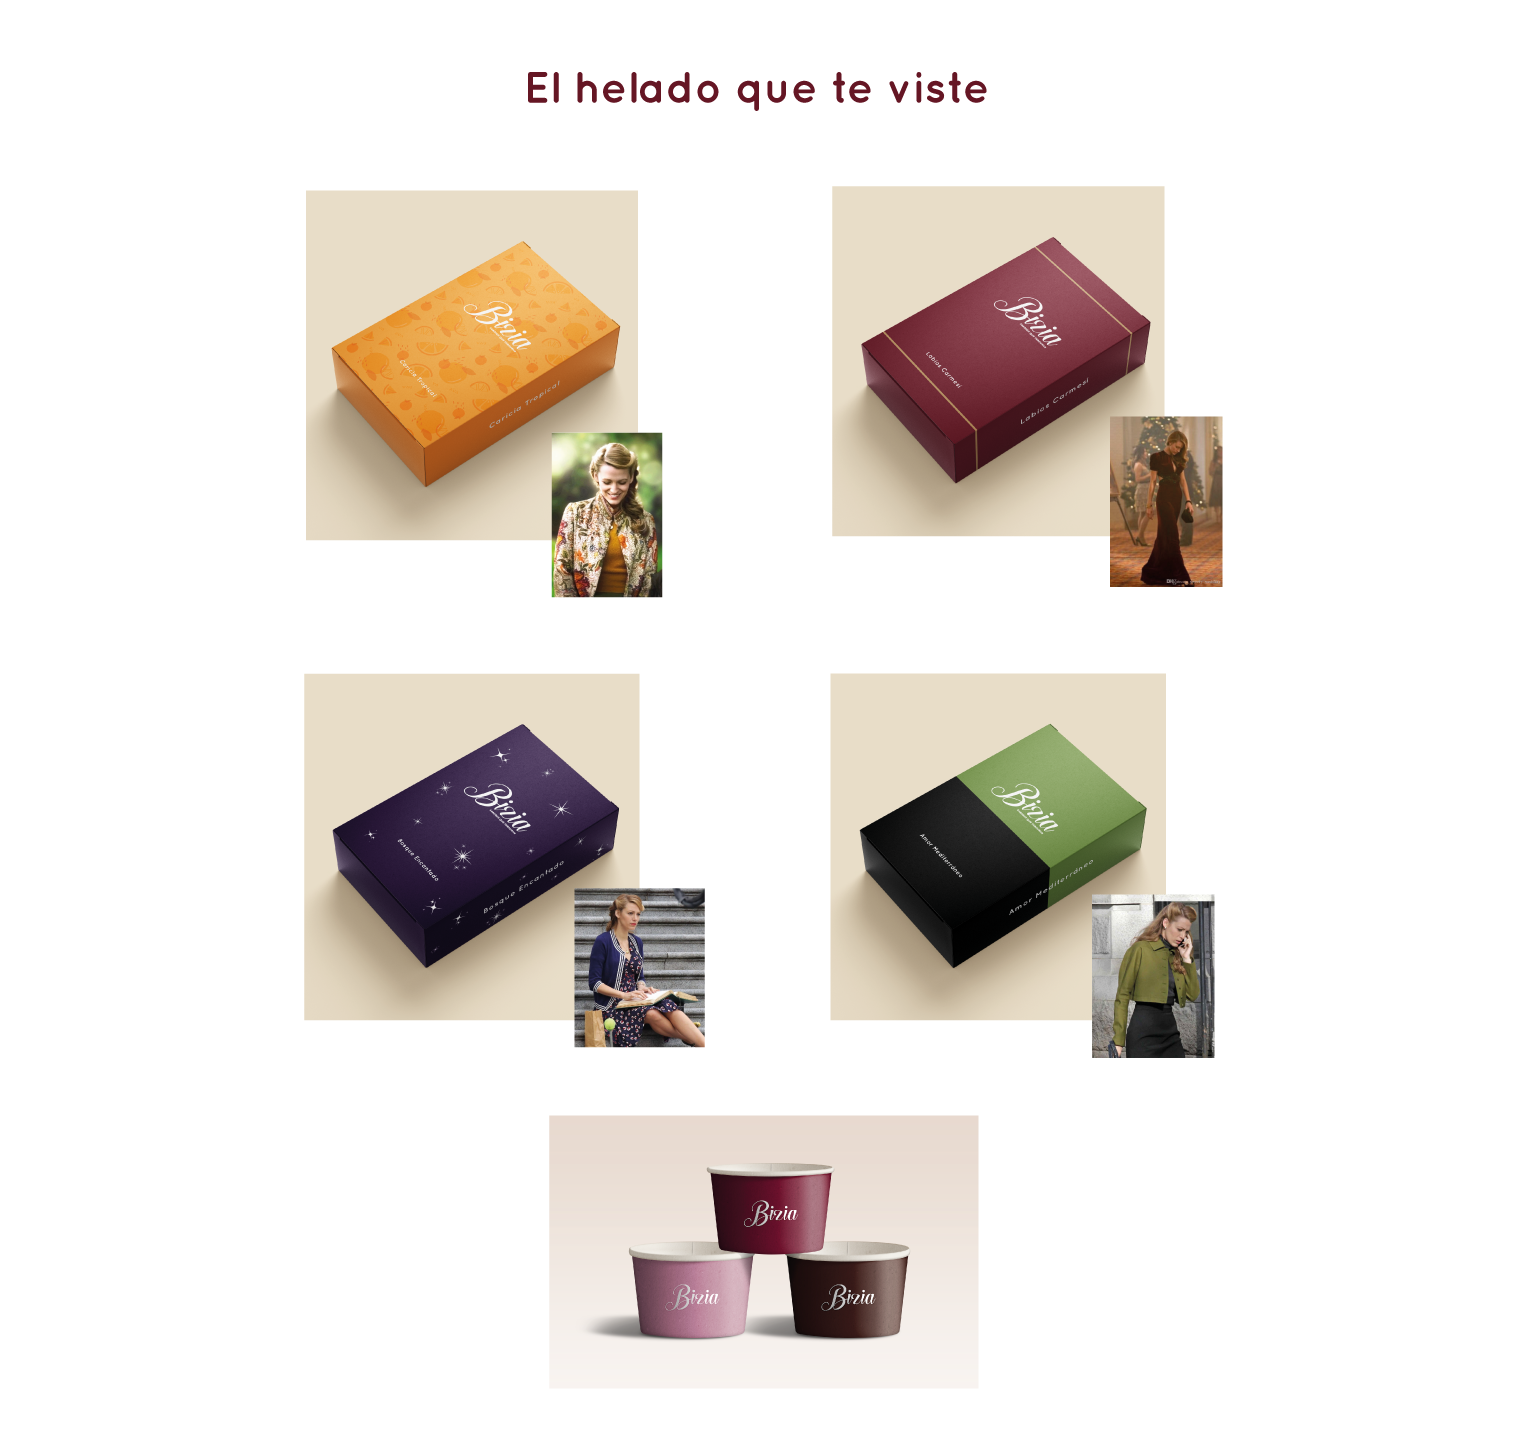 El helado que te viste
Bizia
Caricia Tropical
Caricia Tropical
Bizia
Labios Carmesí
Labios Carmesí
Bizia
Bosque Encantado
Bosque Encantado
Bizia
Amor Mediterráneo
Amor Mediterráneo
Bizia
Bizia
Bizia